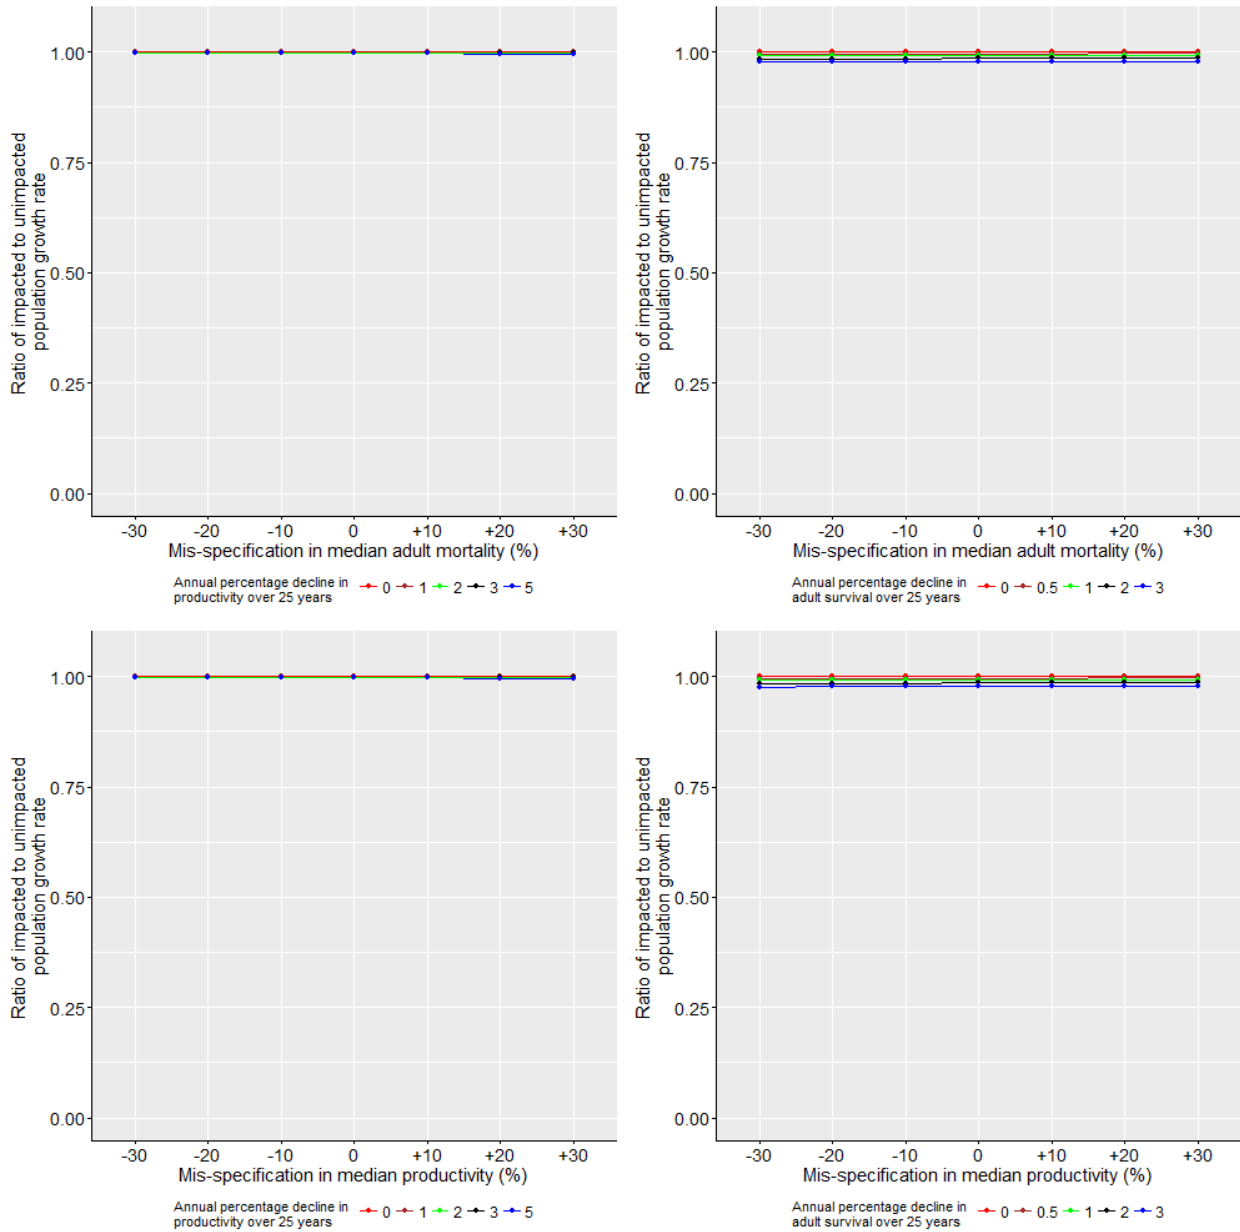 Ratio of impacted to unimpacted
population growth rate
1.00
0.75
0.50
0.25
0.00
-30 -20 -10 0 +10 +20 +30
Mis-specification in median adult mortality (%)
Annual percentage decline in
productivity over 25 years
0 1 2 3 5
Ratio of impacted to unimpacted
population growth rate
1.00
0.75
0.50
0.25
0.00
-30 -20 -10 0 +10 +20 +30
Mis-specification in median adult mortality (%)
Annual percentage decline in
adult survival over 25 years
0 0.5 1 2 3
Ratio of impacted to unimpacted
population growth rate
1.00
0.75
0.50
0.25
0.00
-30 -20 -10 0 +10 +20 +30
Mis-specification in median productivity (%)
Annual percentage decline in
productivity over 25 years
0 1 2 3 5
Ratio of impacted to unimpacted
population growth rate
1.00
0.75
0.50
0.25
0.00
-30 -20 -10 0 +10 +20 +30
Mis-specification in median productivity (%)
Annual percentage decline in
adult survival over 25 years
0 0.5 1 2 3